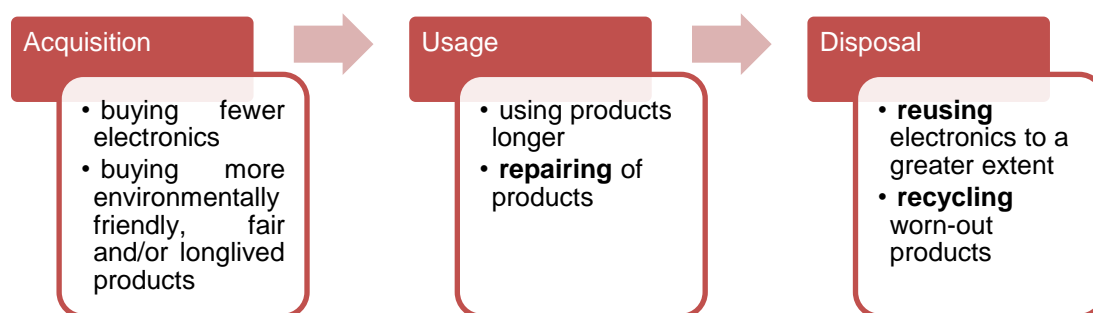 Acquisition
• buying fewer
electronics
• buying more
environmentally
friendly, fair
and/or longlived
products
Usage
• using products
longer
• repairing of
products
Disposal
• reusing
electronics to a
greater extent
• recycling
worn-out
products